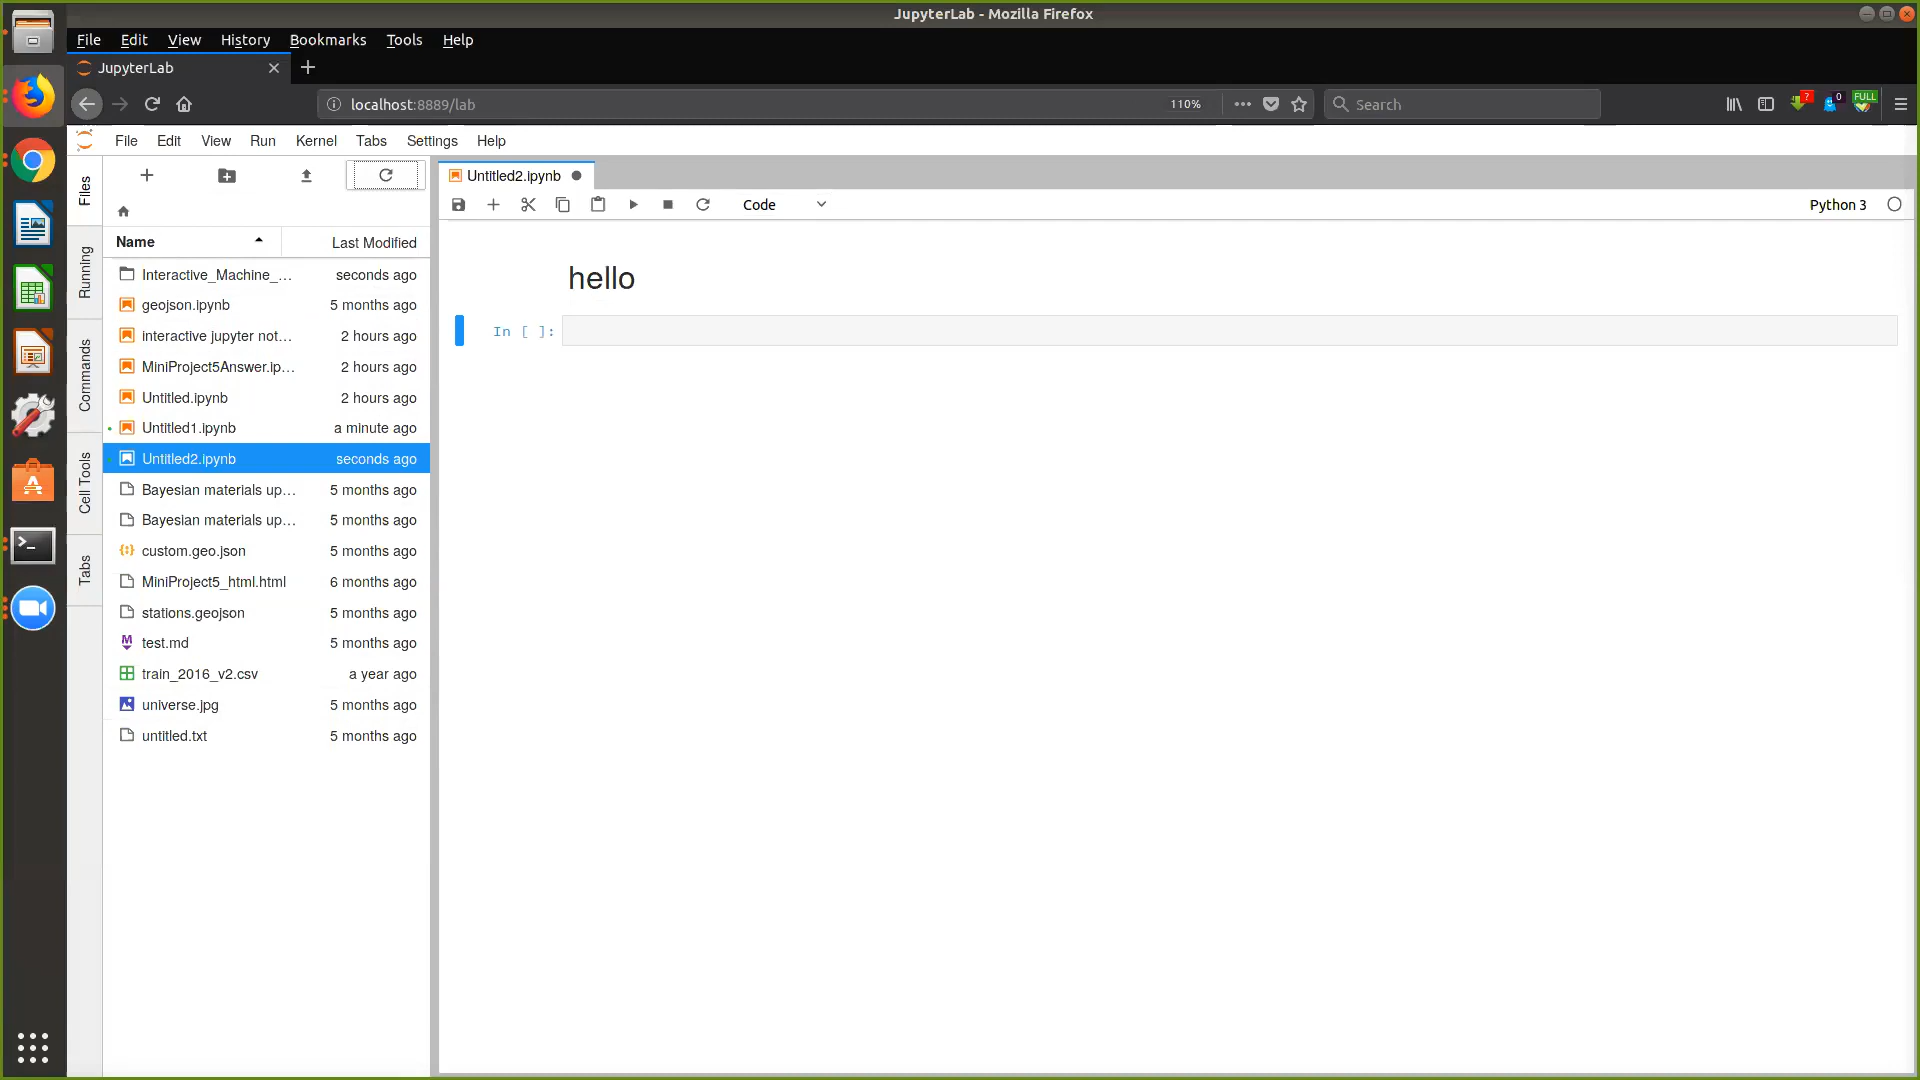 JupyterLab - Mozilla Firefox
File Edit View History Bookmarks Tools Help
JupyterLab
localhost:8889/lab 110% Search ? 0 FULL
File Edit View Run Kernel Tabs Settings Help
Files
Running
Commands
Cell Tools
Tabs
Name Last Modified
Interactive_Machine_... seconds ago
geojson.ipynb 5 months ago
interactive jupyter not... 2 hours ago
MiniProject5Answer.ip... 2 hours ago
Untitled.ipynb 2 hours ago
Untitled1.ipynb a minute ago
Untitled2.ipynb seconds ago
Bayesian materials up... 5 months ago
Bayesian materials up... 5 months ago
custom.geo.json 5 months ago
MiniProject5_html.html 6 months ago
stations.geojson 5 months ago
test.md 5 months ago
train_2016_v2.csv a year ago
universe.jpg 5 months ago
untitled.txt 5 months ago
Untitled2.ipynb
Code Python 3
hello
In [ ]: